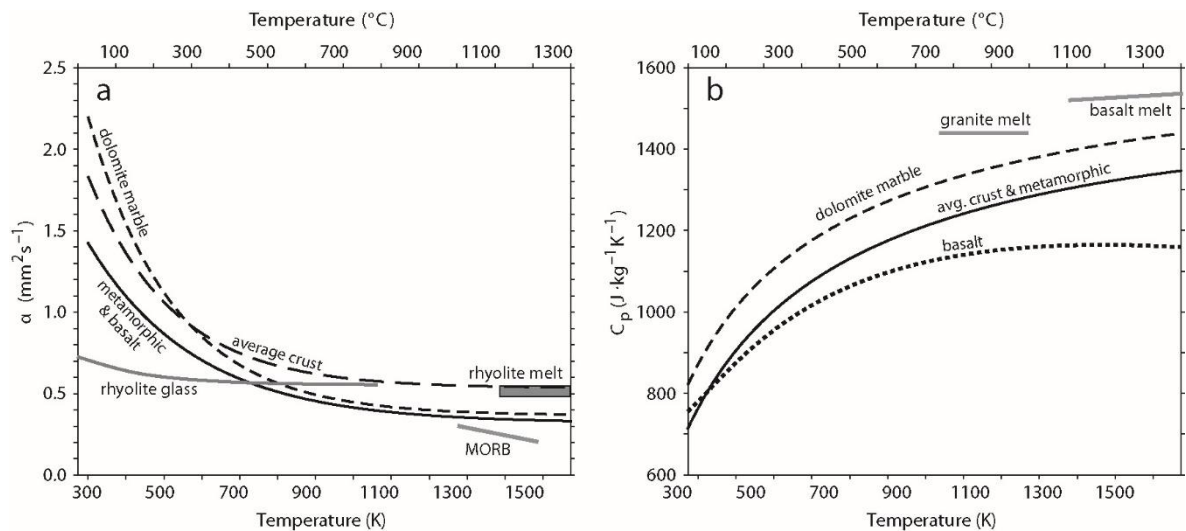 Temperature (°C)
100 300 500 700 900 1100 1300
2.5
2.0
1.5
1.0
0.5
0.0
α (mm²s⁻¹)
a
dolomite marble
metamorphic
& basalt
average crust
rhyolite melt
rhyolite glass
MORB
300 500 700 900 1100 1300 1500
Temperature (K)
Temperature (°C)
100 300 500 700 900 1100 1300
1600
1400
1200
1000
800
600
Cp (J·kg⁻¹K⁻¹)
b
basalt melt
granite melt
dolomite marble
avg. crust & metamorphic
basalt
300 500 700 900 1100 1300 1500
Temperature (K)